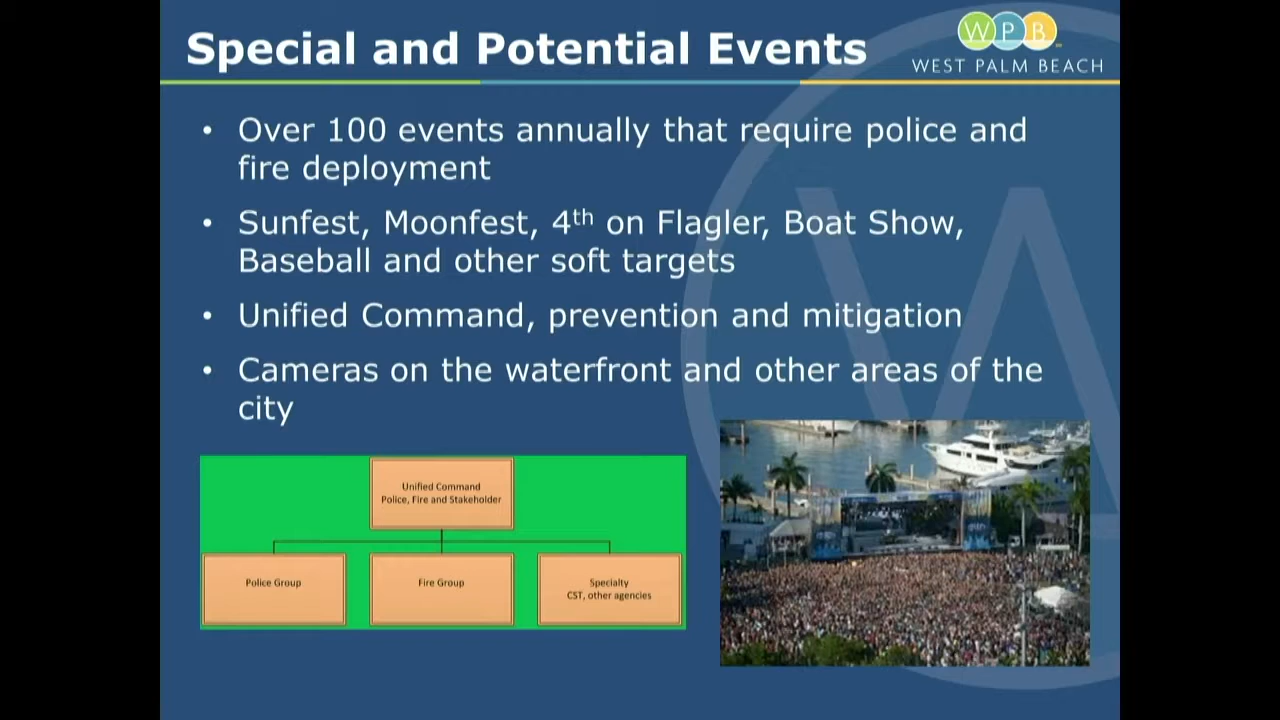 Special and Potential Events
WPB
WEST PALM BEACH
• Over 100 events annually that require police and
fire deployment
• Sunfest, Moonfest, 4th on Flagler, Boat Show,
Baseball and other soft targets
• Unified Command, prevention and mitigation
• Cameras on the waterfront and other areas of the
city
Unified Command
Police, Fire and Stakeholder
Police Group
Fire Group
Specialty
CST, other agencies